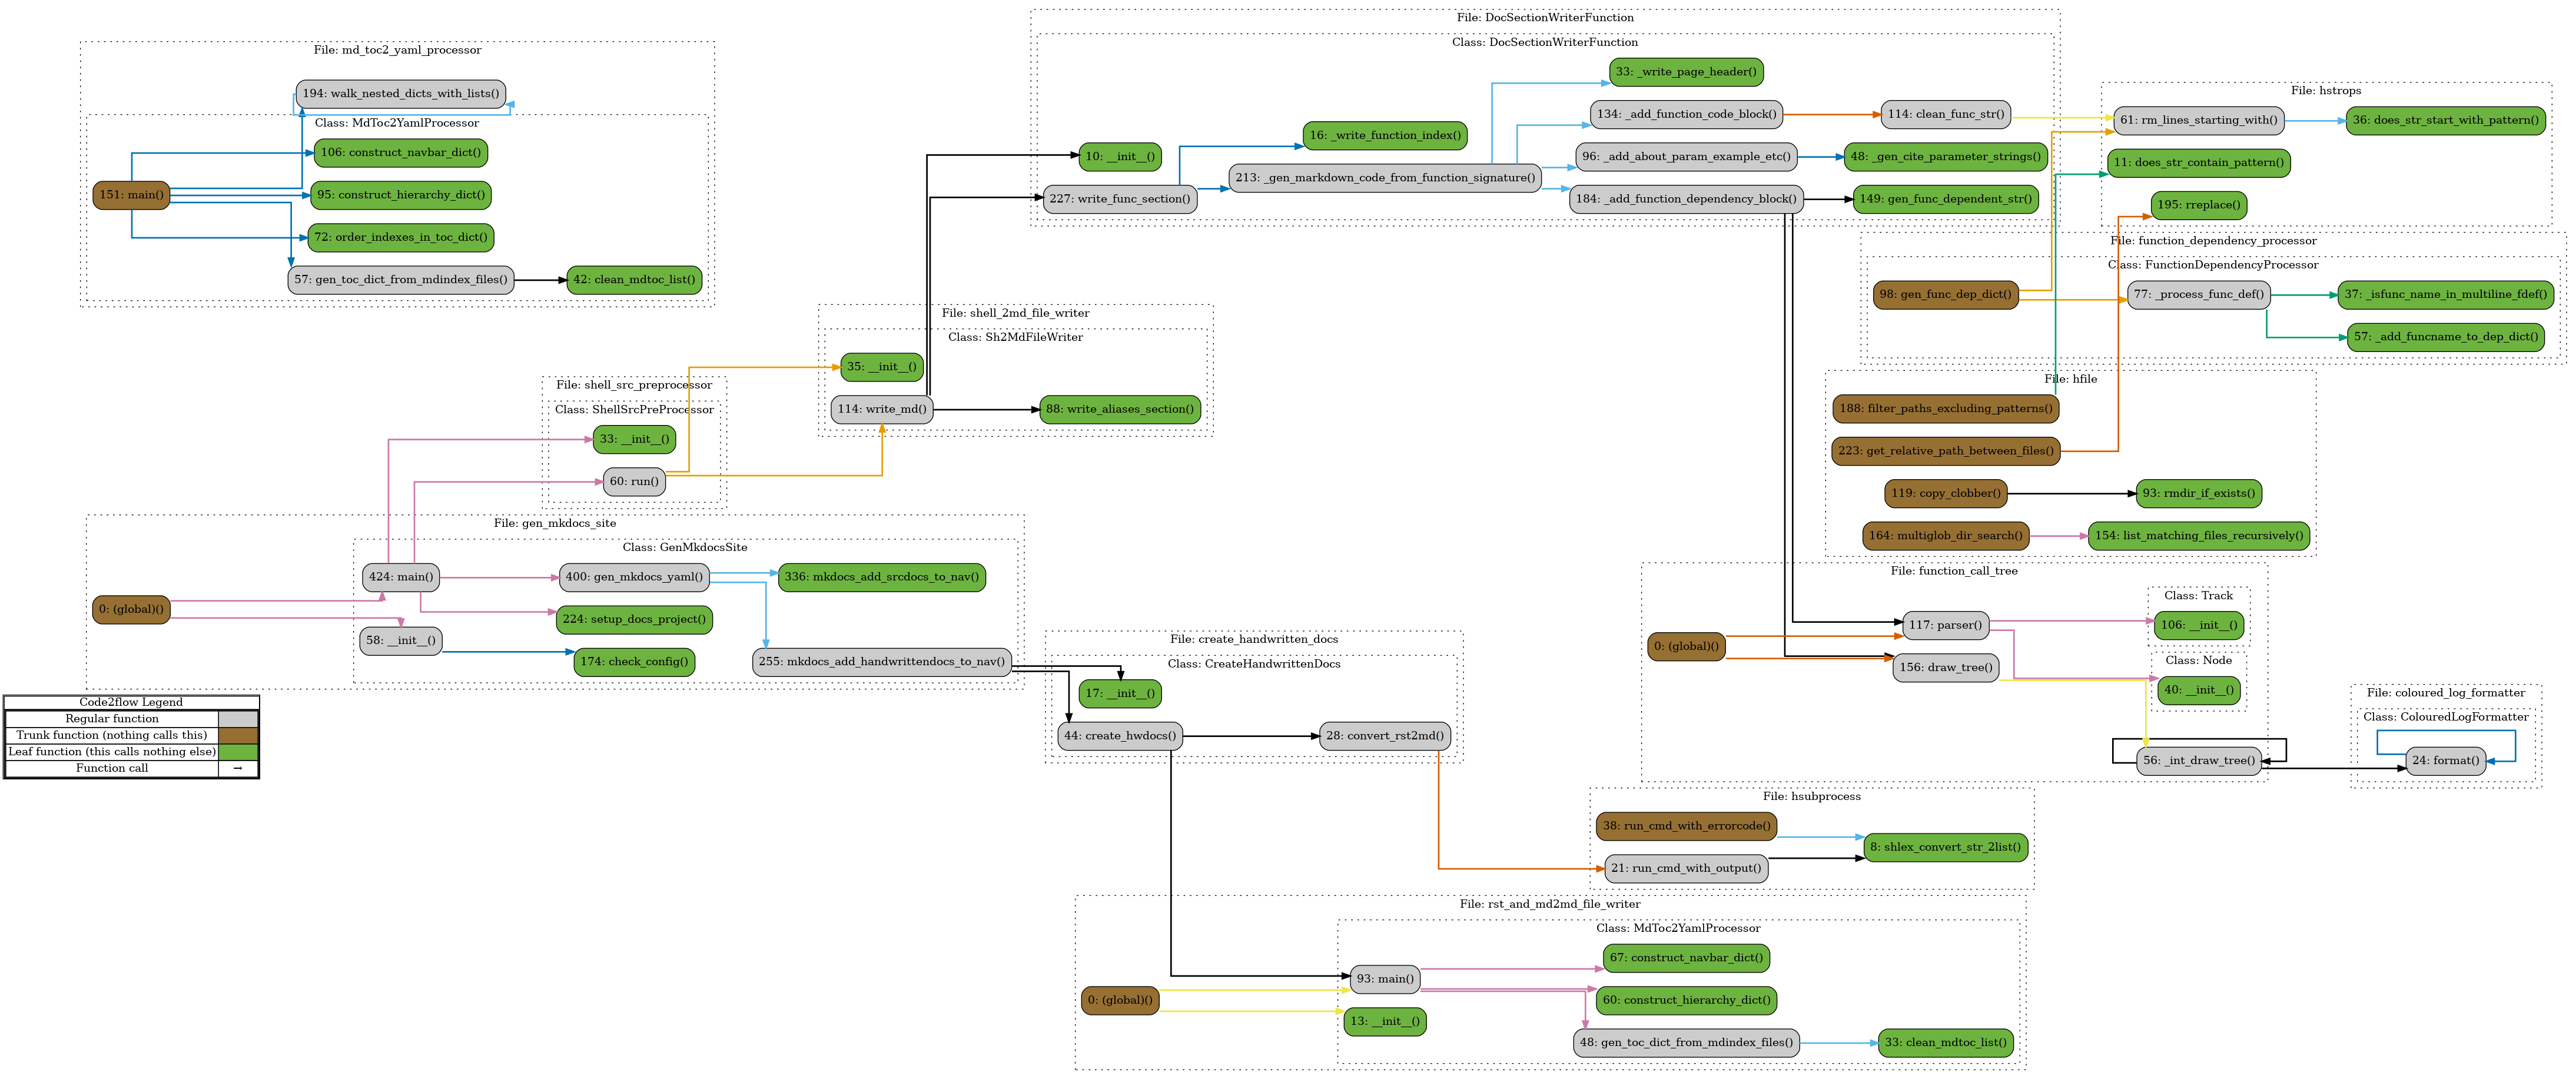 File: md_toc2_yaml_processor
194: walk_nested_dicts_with_lists()
Class: MdToc2YamlProcessor
106: construct_navbar_dict()
151: main()
95: construct_hierarchy_dict()
72: order_indexes_in_toc_dict()
57: gen_toc_dict_from_mdindex_files()
42: clean_mdtoc_list()
File: DocSectionWriterFunction
Class: DocSectionWriterFunction
33: _write_page_header()
134: _add_function_code_block()
114: clean_func_str()
16: _write_function_index()
10: __init__()
96: _add_about_param_example_etc()
48: _gen_cite_parameter_strings()
213: _gen_markdown_code_from_function_signature()
227: write_func_section()
184: _add_function_dependency_block()
149: gen_func_dependent_str()
File: hstrops
61: rm_lines_starting_with()
36: does_str_start_with_pattern()
11: does_str_contain_pattern()
195: rreplace()
File: function_dependency_processor
Class: FunctionDependencyProcessor
98: gen_func_dep_dict()
77: _process_func_def()
37: _isfunc_name_in_multiline_fdef()
57: _add_funcname_to_dep_dict()
File: shell_2md_file_writer
Class: Sh2MdFileWriter
35: __init__()
114: write_md()
88: write_aliases_section()
File: shell_src_preprocessor
Class: ShellSrcPreProcessor
33: __init__()
60: run()
File: hfile
188: filter_paths_excluding_patterns()
223: get_relative_path_between_files()
119: copy_clobber()
93: rmdir_if_exists()
164: multiglob_dir_search()
154: list_matching_files_recursively()
File: gen_mkdocs_site
Class: GenMkdocsSite
424: main()
400: gen_mkdocs_yaml()
336: mkdocs_add_srcdocs_to_nav()
0: (global)()
224: setup_docs_project()
58: __init__()
174: check_config()
255: mkdocs_add_handwrittendocs_to_nav()
File: create_handwritten_docs
Class: CreateHandwrittenDocs
17: __init__()
44: create_hwdocs()
28: convert_rst2md()
File: function_call_tree
Class: Track
106: __init__()
117: parser()
0: (global)()
156: draw_tree()
Class: Node
40: __init__()
56: _int_draw_tree()
File: coloured_log_formatter
Class: ColouredLogFormatter
24: format()
Code2flow Legend
Regular function
Trunk function (nothing calls this)
Leaf function (this calls nothing else)
Function call →
File: hsubprocess
38: run_cmd_with_errorcode()
8: shlex_convert_str_2list()
21: run_cmd_with_output()
File: rst_and_md2md_file_writer
Class: MdToc2YamlProcessor
67: construct_navbar_dict()
93: main()
0: (global)()
60: construct_hierarchy_dict()
13: __init__()
48: gen_toc_dict_from_mdindex_files()
33: clean_mdtoc_list()